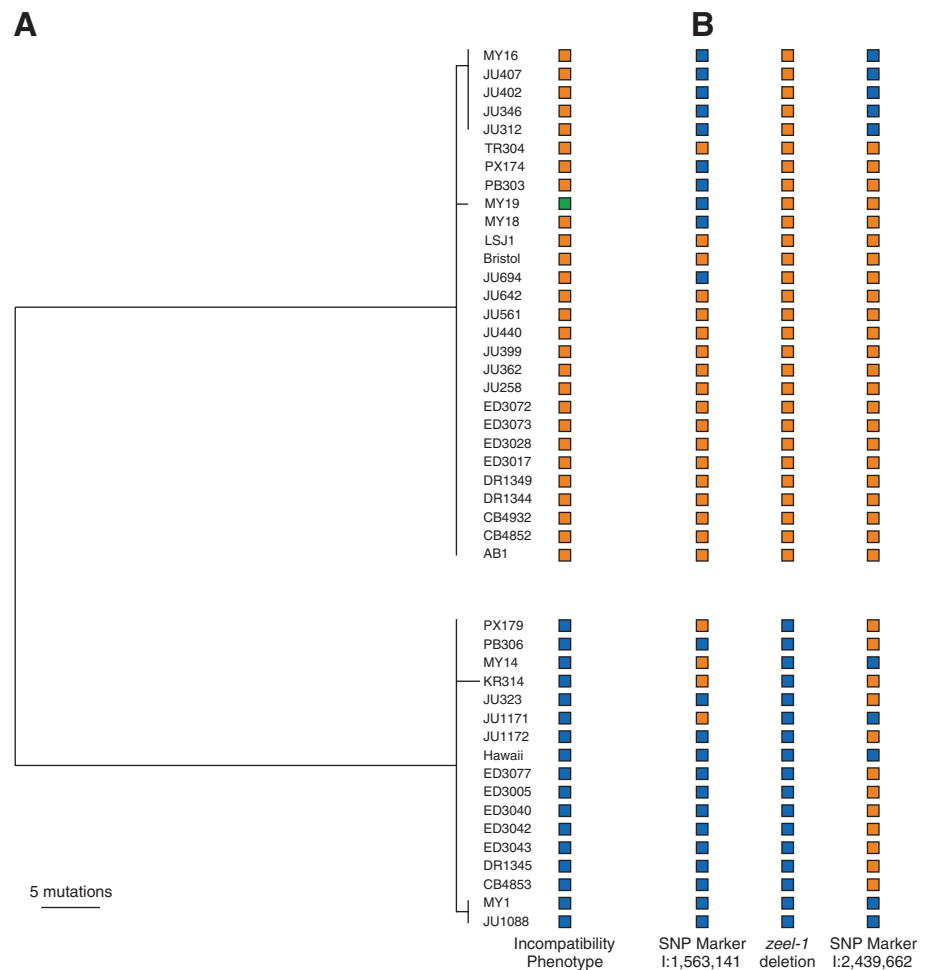 A
B
MY16
JU407
JU402
JU346
JU312
TR304
PX174
PB303
MY19
MY18
LSJ1
Bristol
JU694
JU642
JU561
JU440
JU399
JU362
JU258
ED3072
ED3073
ED3028
ED3017
DR1349
DR1344
CB4932
CB4852
AB1
PX179
PB306
MY14
KR314
JU323
JU1171
JU1172
Hawaii
ED3077
ED3005
ED3040
ED3042
ED3043
DR1345
CB4853
MY1
JU1088
5 mutations
Incompatibility
Phenotype
SNP Marker
I:1,563,141
zeel-1
deletion
SNP Marker
I:2,439,662